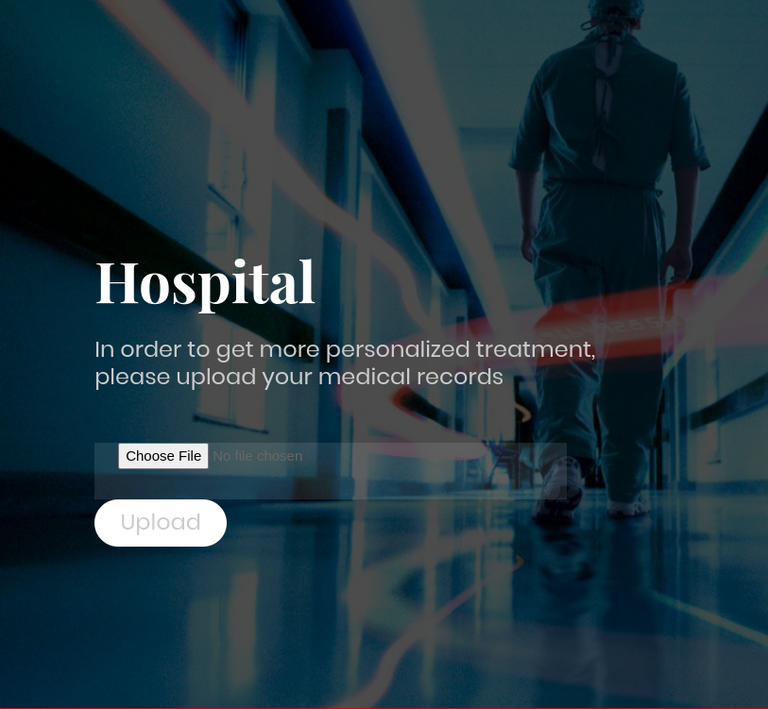 Hospital
In order to get more personalized treatment,
please upload your medical records
Choose File No file chosen
Upload